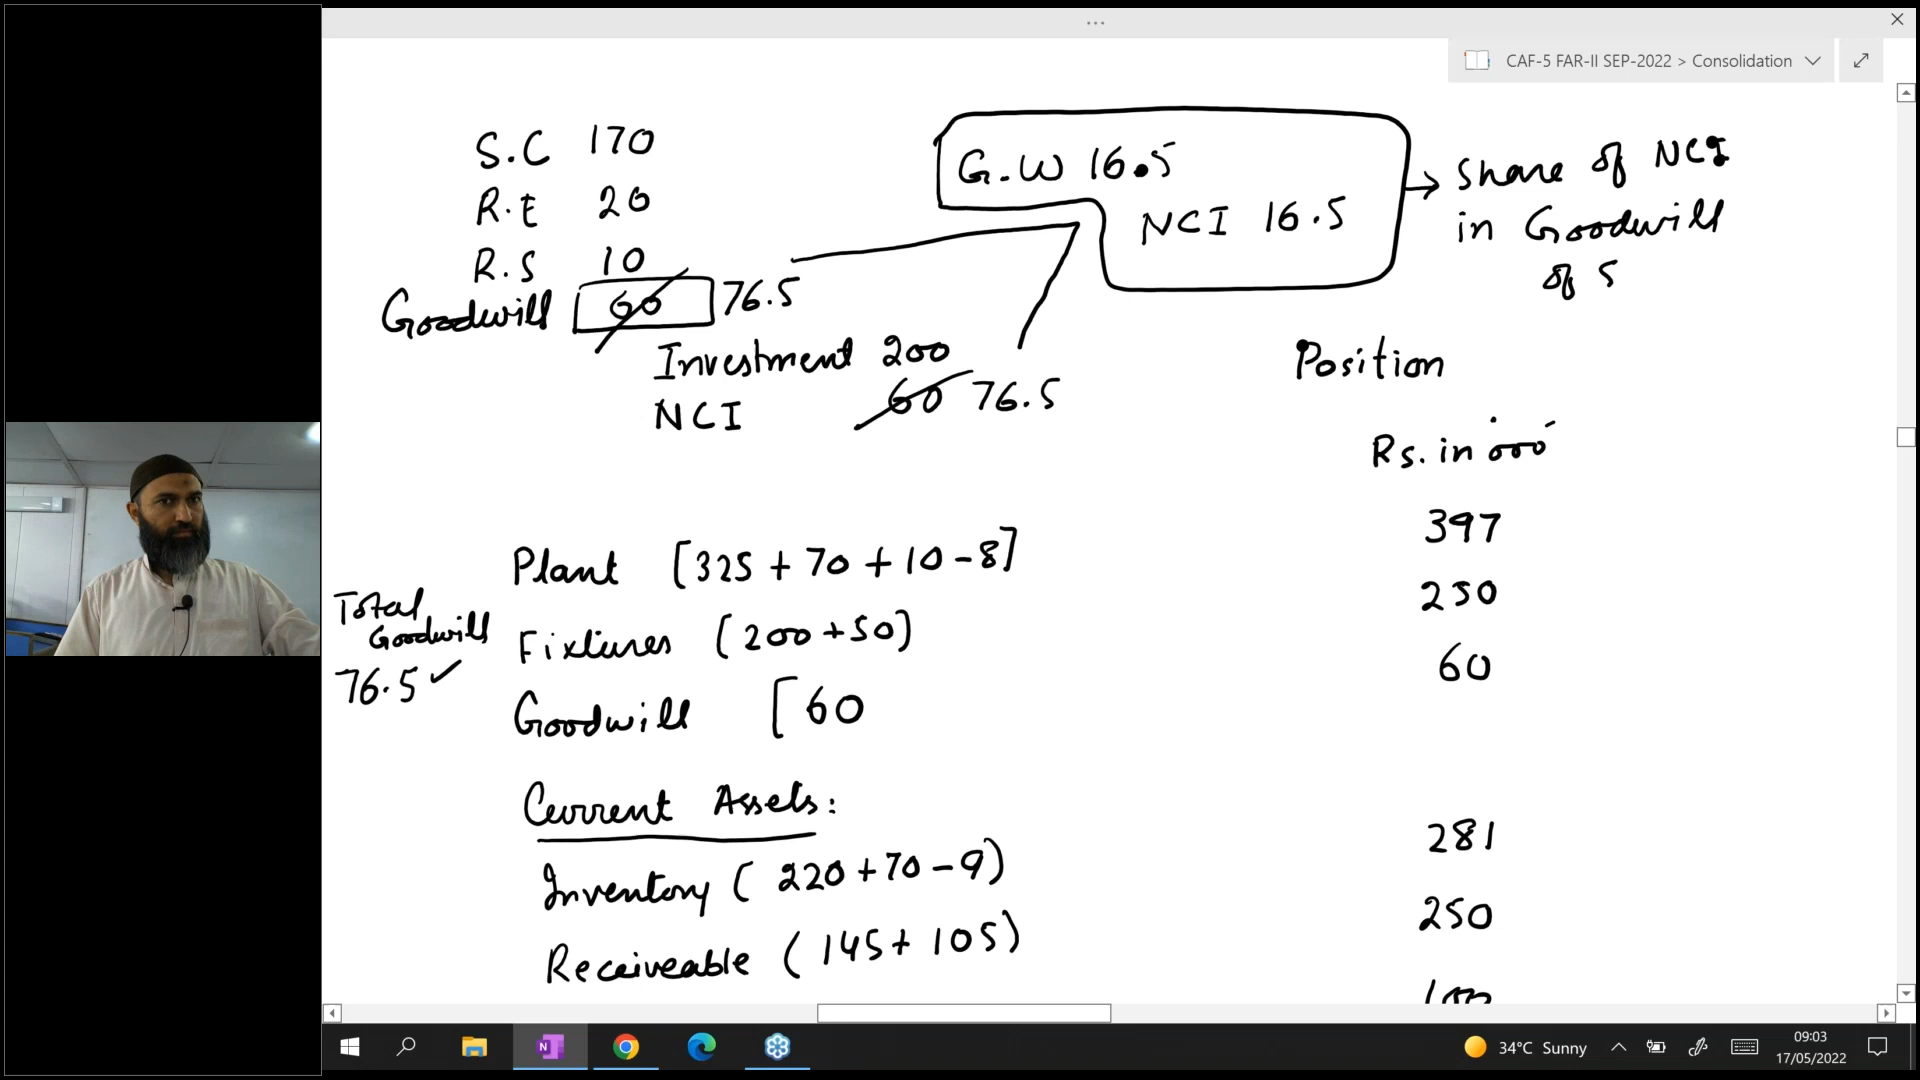 CAF-5 FAR-II SEP-2022 > Consolidation
S.C 170
R.E 20
R.S 10
Goodwill 60 76.5
Investment 200
NCI 60 76.5
G.W 16.5
NCI 16.5
Share of NCI
in Goodwill
of S
Position
Rs. in 000
Plant [325 + 70 + 10 - 8] 397
Total
Goodwill
76.5 ✓
Fixtures (200 + 50) 250
Goodwill [60 60
Current Assets:
Inventory (220 + 70 - 9) 281
Receiveable (145 + 105) 250
100
34°C Sunny
09:03
17/05/2022